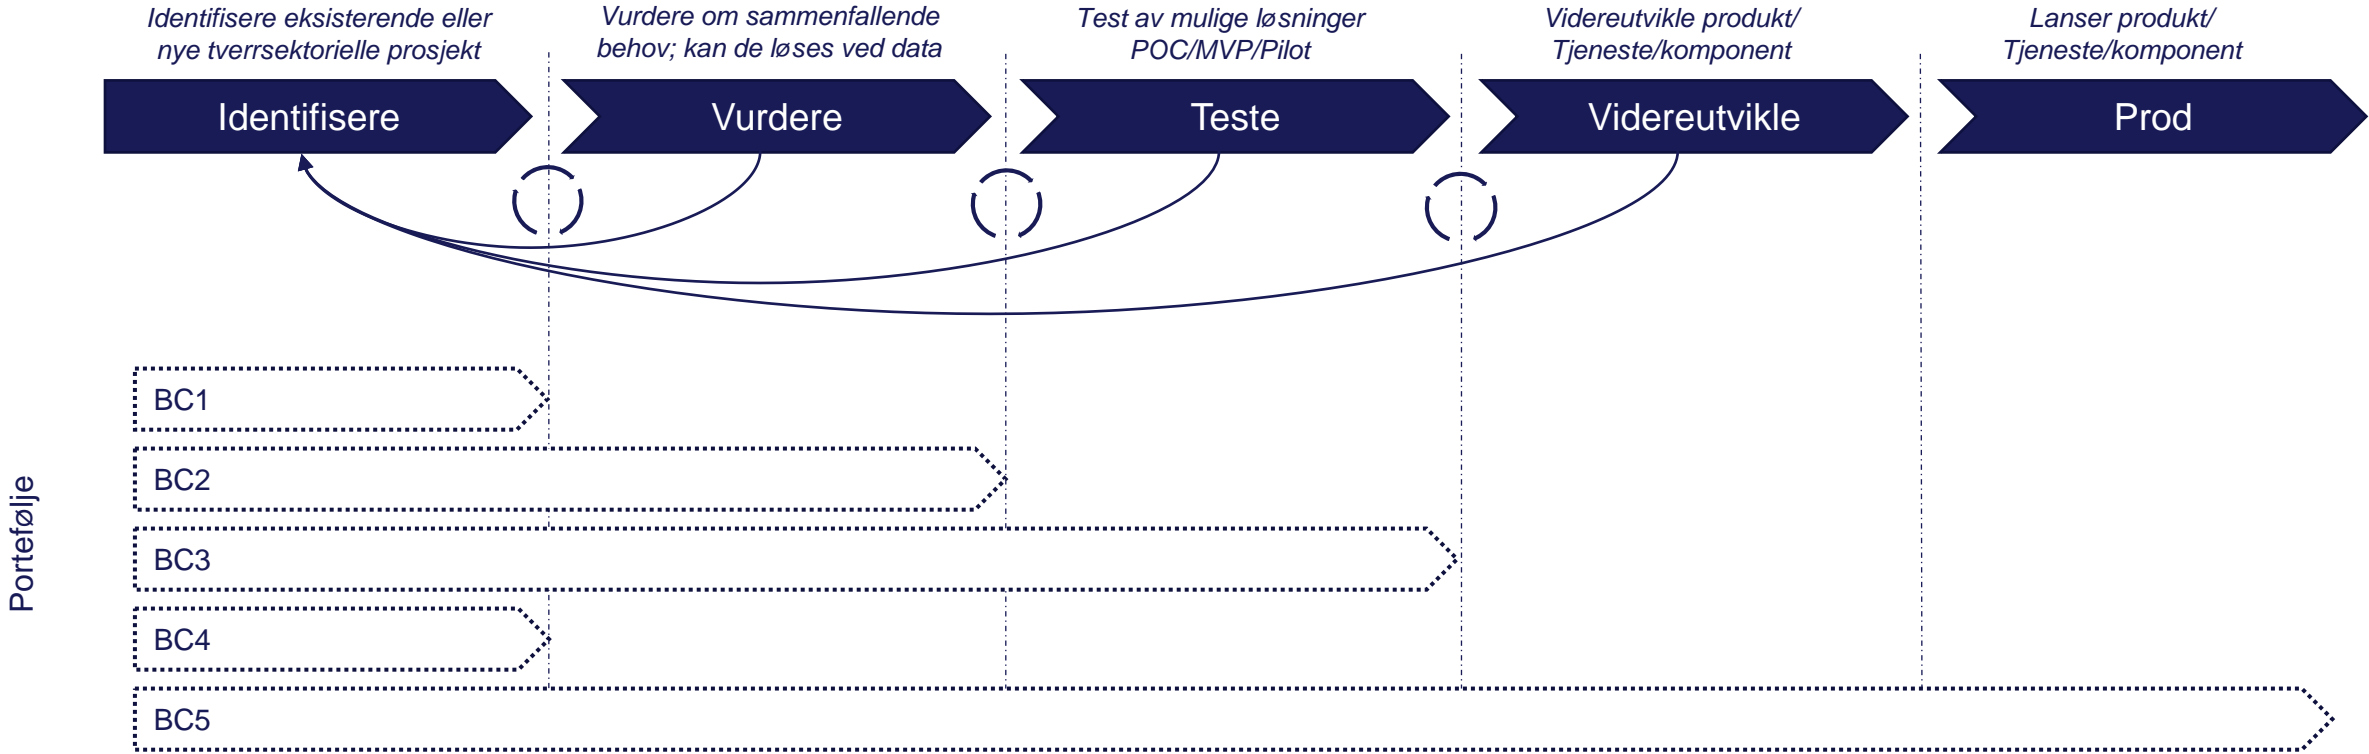 Identifisere eksisterende eller
nye tverrsektorielle prosjekt
Vurdere om sammenfallende
behov; kan de løses ved data
Test av mulige løsninger
POC/MVP/Pilot
Videreutvikle produkt/
Tjeneste/komponent
Lanser produkt/
Tjeneste/komponent
Identifisere
Vurdere
Teste
Videreutvikle
Prod
Portefølje
BC1
BC2
BC3
BC4
BC5